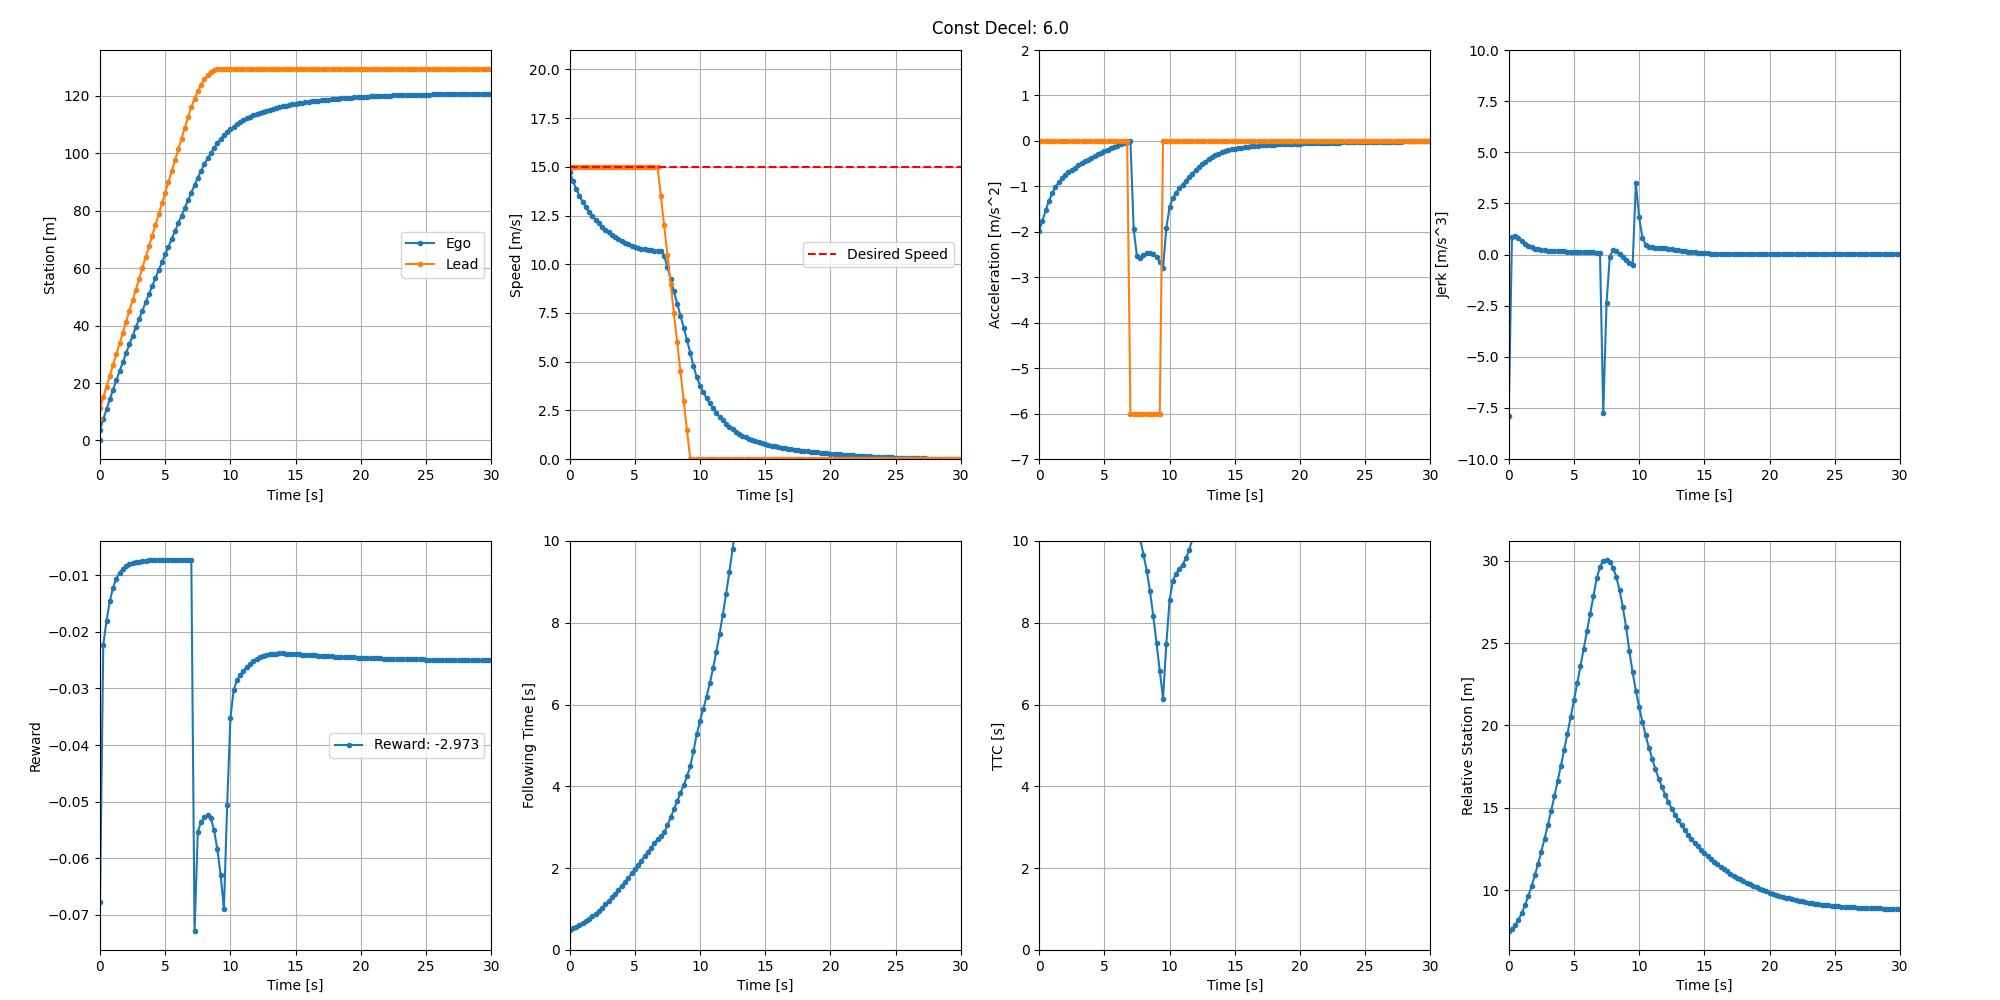 Const Decel: 6.0
Station [m]
120
100
80
60
40
20
0
Ego
Lead
0 5 10 15 20 25 30
Time [s]
Speed [m/s]
20.0
17.5
15.0
12.5
10.0
7.5
5.0
2.5
0.0
Desired Speed
0 5 10 15 20 25 30
Time [s]
Acceleration [m/s^2]
2
1
0
−1
−2
−3
−4
−5
−6
−7
0 5 10 15 20 25 30
Time [s]
Jerk [m/s^3]
10.0
7.5
5.0
2.5
0.0
−2.5
−5.0
−7.5
−10.0
0 5 10 15 20 25 30
Time [s]
Reward
−0.01
−0.02
−0.03
−0.04
−0.05
−0.06
−0.07
Reward: -2.973
0 5 10 15 20 25 30
Time [s]
Following Time [s]
10
8
6
4
2
0
0 5 10 15 20 25 30
Time [s]
TTC [s]
10
8
6
4
2
0
0 5 10 15 20 25 30
Time [s]
Relative Station [m]
30
25
20
15
10
0 5 10 15 20 25 30
Time [s]